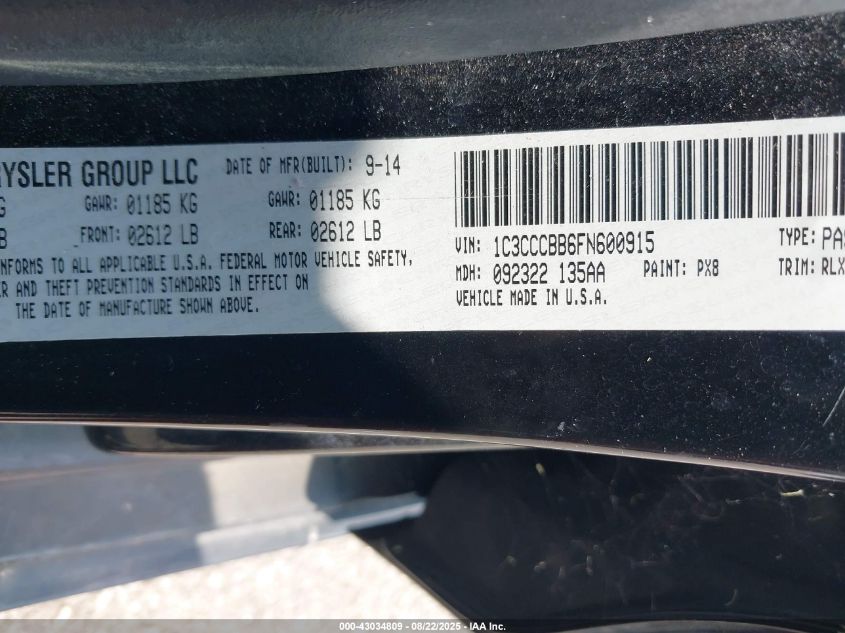 RYSLER GROUP LLC DATE OF MFR(BUILT): 9-14
G GAWR: 01185 KG GAWR: 01185 KG
B FRONT: 02612 LB REAR: 02612 LB
NFORMS TO ALL APPLICABLE U.S.A. FEDERAL MOTOR VEHICLE SAFETY,
ER AND THEFT PREVENTION STANDARDS IN EFFECT ON
THE DATE OF MANUFACTURE SHOWN ABOVE.
VIN: 1C3CCCBB6FN600915 TYPE: PAS
MDH: 092322 135AA PAINT: PX8 TRIM: RLX
VEHICLE MADE IN U.S.A.
000-43034809 - 08/22/2025 - IAA Inc.